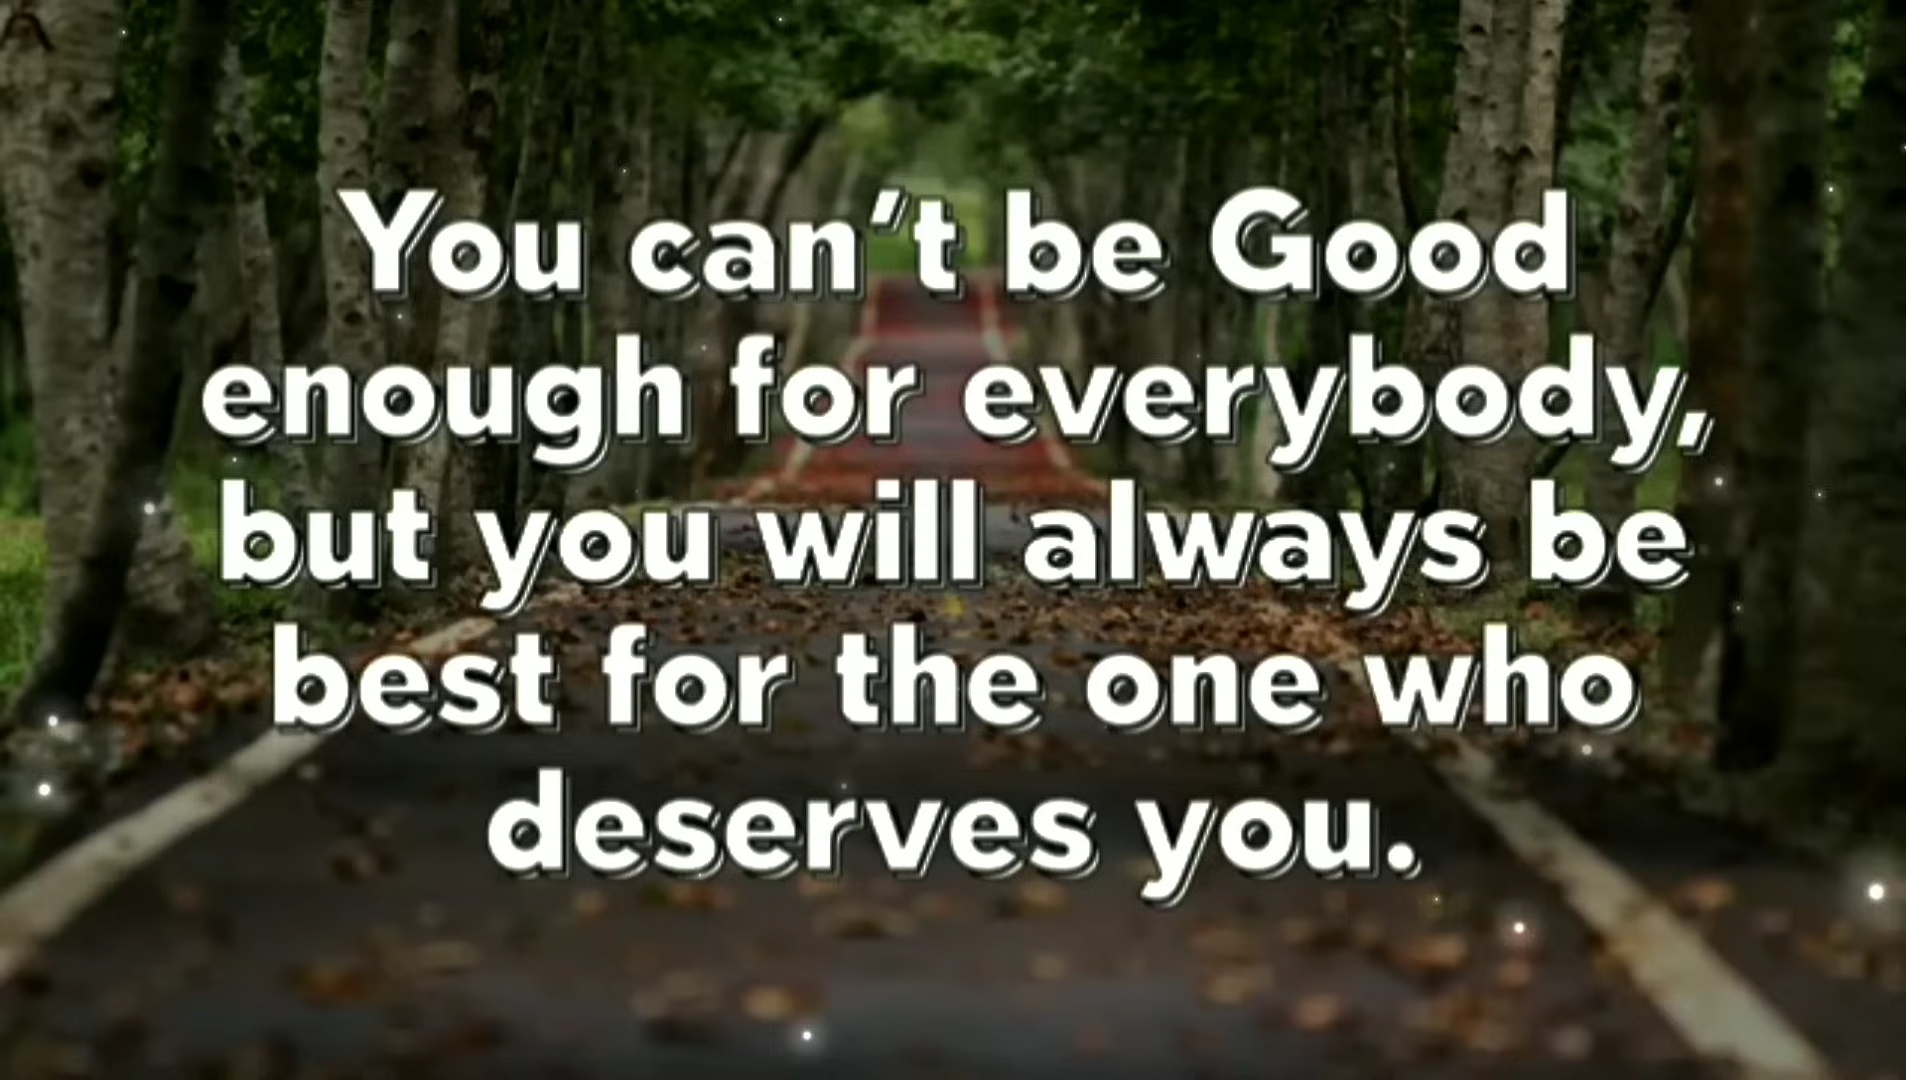 You can't be Good
enough for everybody,
but you will always be
best for the one who
deserves you.